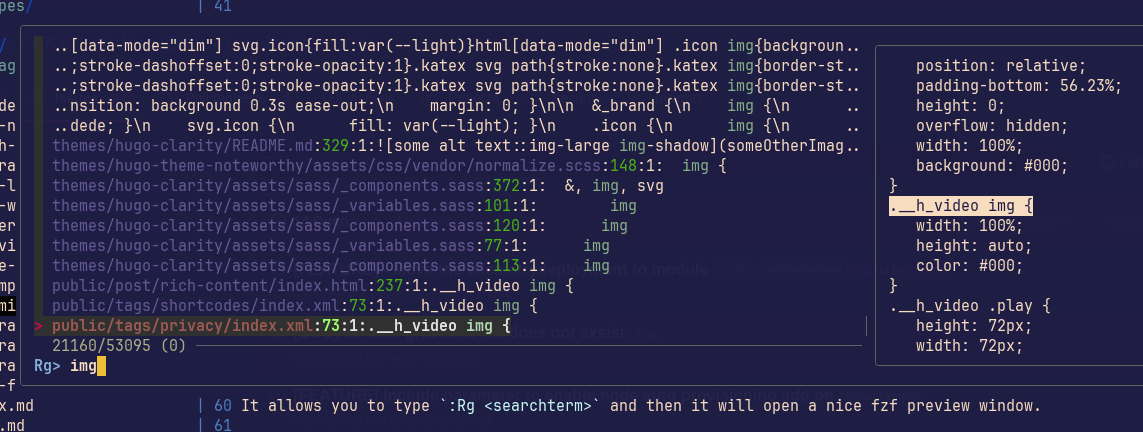 pes/ | 41
/
ag
de
-n
h-
ra
-l
-w
er
vi
e-
mp
mi
ra
ra
ra
-f
..[data-mode="dim"] svg.icon{fill:var(--light)}html[data-mode="dim"] .icon img{backgroun..
..;stroke-dashoffset:0;stroke-opacity:1}.katex svg path{stroke:none}.katex img{border-st..
..;stroke-dashoffset:0;stroke-opacity:1}.katex svg path{stroke:none}.katex img{border-st..
..nsition: background 0.3s ease-out;\n    margin: 0; }\n\n  &_brand {\n    img {\n      ..
..dede; }\n    svg.icon {\n      fill: var(--light); }\n    .icon {\n      img {\n      ..
themes/hugo-clarity/README.md:329:1:![some alt text::img-large img-shadow](someOtherImag..
themes/hugo-theme-noteworthy/assets/css/vendor/normalize.scss:148:1:  img {
themes/hugo-clarity/assets/sass/_components.sass:372:1:  &, img, svg
themes/hugo-clarity/assets/sass/_variables.sass:101:1:        img
themes/hugo-clarity/assets/sass/_components.sass:120:1:      img
themes/hugo-clarity/assets/sass/_variables.sass:77:1:      img
themes/hugo-clarity/assets/sass/_components.sass:113:1:    img
public/post/rich-content/index.html:237:1:.__h_video img {
public/tags/shortcodes/index.xml:73:1:.__h_video img {
> public/tags/privacy/index.xml:73:1:.__h_video img {
21160/53095 (0)
Rg> img
position: relative;
padding-bottom: 56.23%;
height: 0;
overflow: hidden;
width: 100%;
background: #000;
}
.__h_video img {
width: 100%;
height: auto;
color: #000;
}
.__h_video .play {
height: 72px;
width: 72px;
x.md | 60 It allows you to type `:Rg <searchterm>` and then it will open a nice fzf preview window.
.md | 61